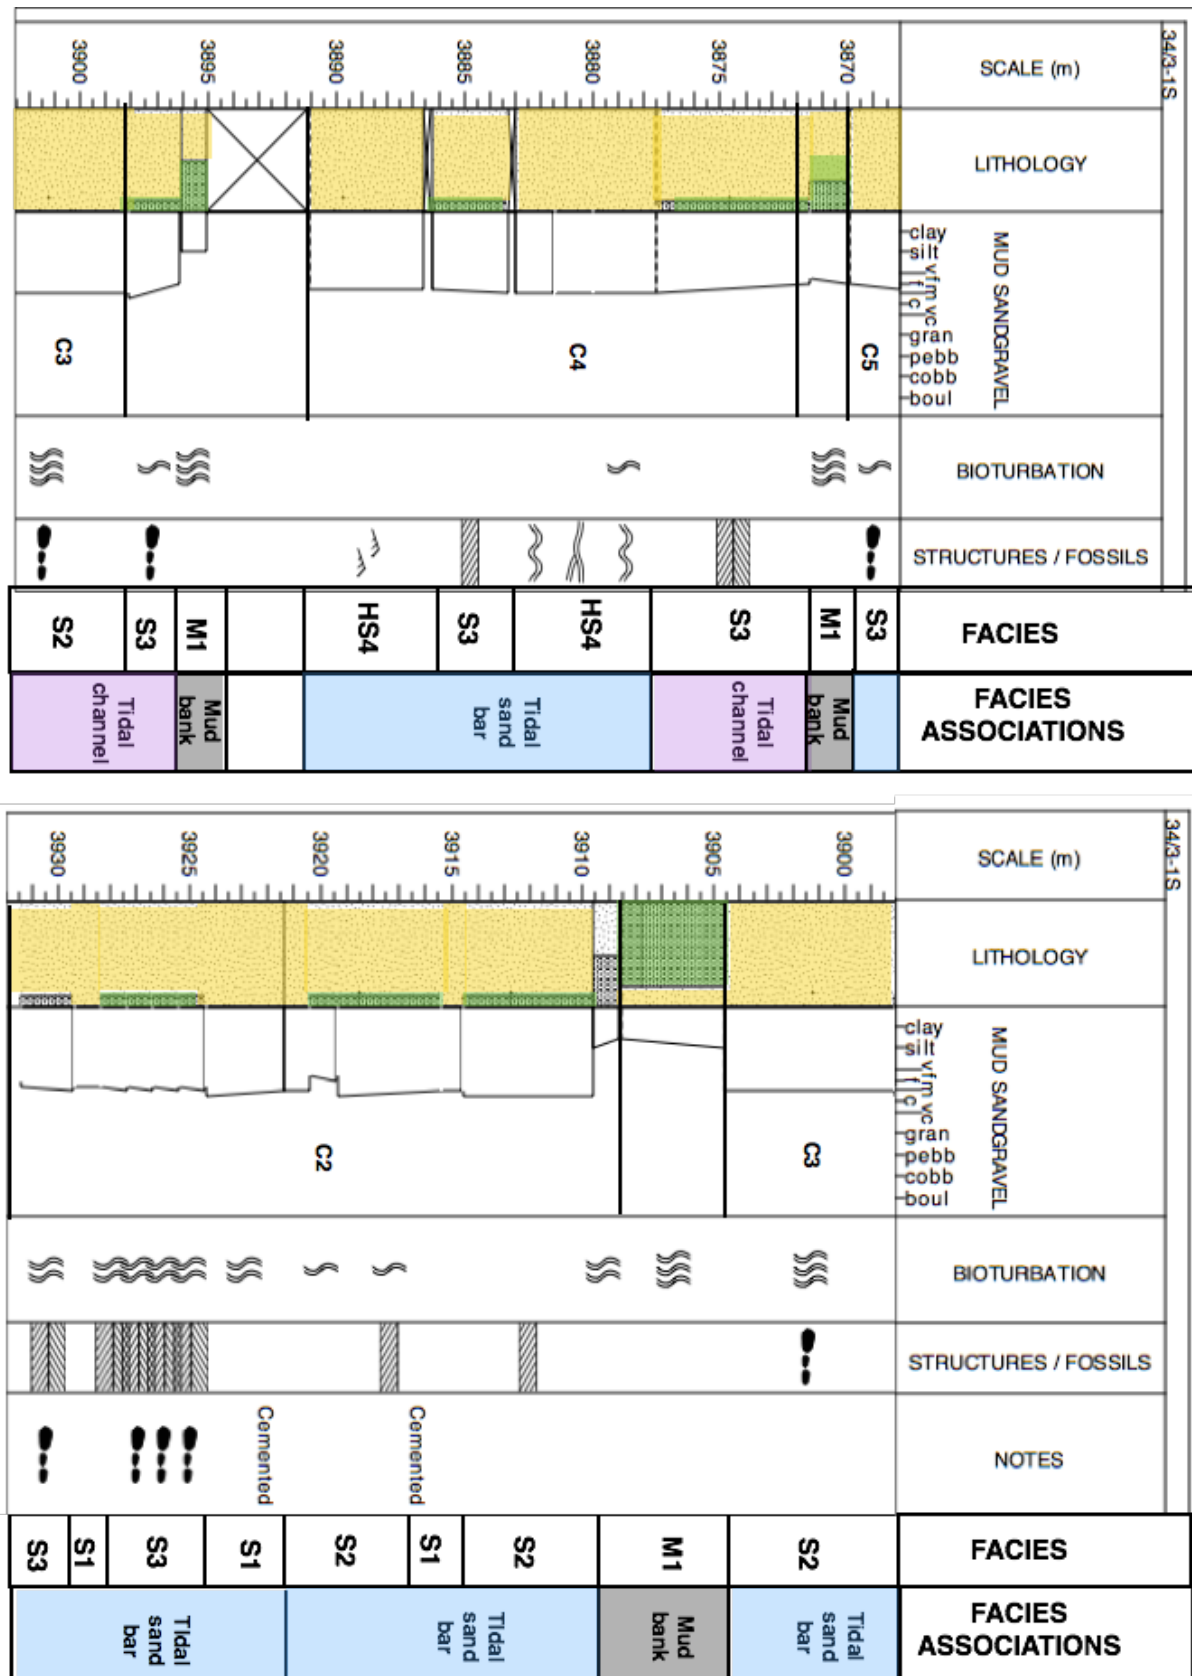 34/3-1S
3900
3895
3890
3885
3880
3875
3870
SCALE (m)
LITHOLOGY
clay
silt
vf
f
m
c
vc
gran
pebb
cobb
boul
MUD SANDGRAVEL
C3
C4
C5
BIOTURBATION
STRUCTURES / FOSSILS
S2
S3
M1
HS4
S3
HS4
S3
M1
S3
FACIES
Tidal
channel
Mud
bank
Tidal
sand
bar
Tidal
channel
Mud
bank
FACIES
ASSOCIATIONS
34/3-1S
3930
3925
3920
3915
3910
3905
3900
SCALE (m)
LITHOLOGY
clay
silt
vf
f
m
c
vc
gran
pebb
cobb
boul
MUD SANDGRAVEL
C2
C3
BIOTURBATION
STRUCTURES / FOSSILS
Cemented
Cemented
NOTES
S3
S1
S3
S1
S2
S1
S2
M1
S2
FACIES
Tidal
sand
bar
Tidal
sand
bar
Mud
bank
Tidal
sand
bar
FACIES
ASSOCIATIONS